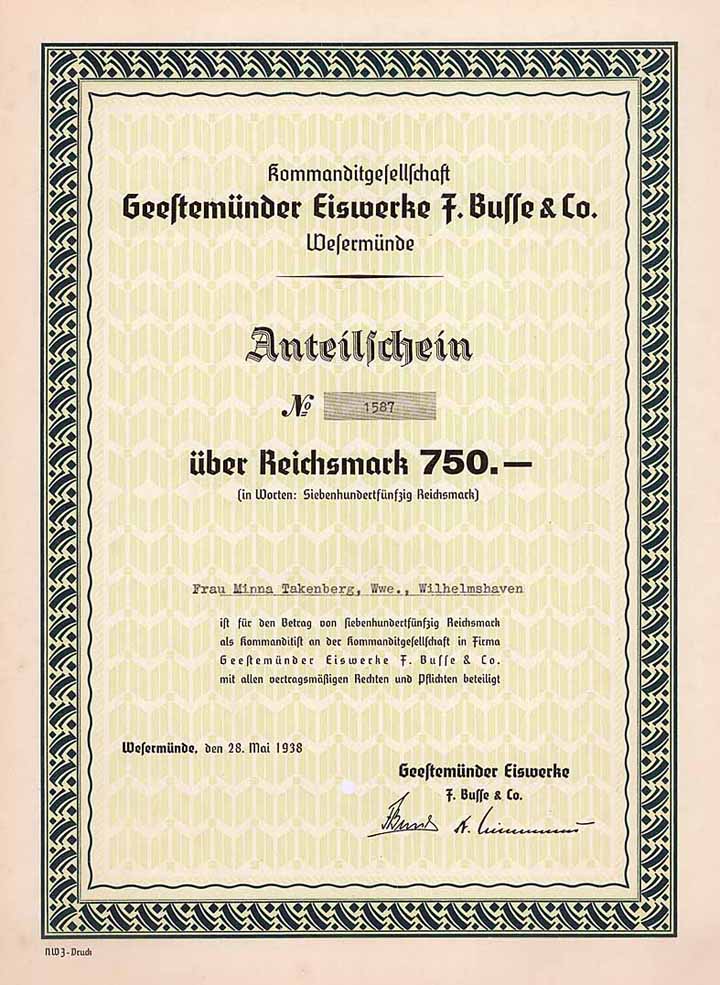 Kommanditgesellschaft
Geestemünder Eiswerke F. Busse & Co.
Wesermünde
Anteilschein
No 1587
über Reichsmark 750.—
(in Worten: Siebenhundertfünfzig Reichsmark)
Frau Minna Takenberg, Wwe., Wilhelmshaven
ist für den Betrag von siebenhundertfünfzig Reichsmark
als Kommanditist an der Kommanditgesellschaft in Firma
Geestemünder Eiswerke F. Busse & Co.
mit allen vertragsmäßigen Rechten und Pflichten beteiligt
Wesermünde, den 28. Mai 1938
Geestemünder Eiswerke
F. Busse & Co.
NWZ-Druck